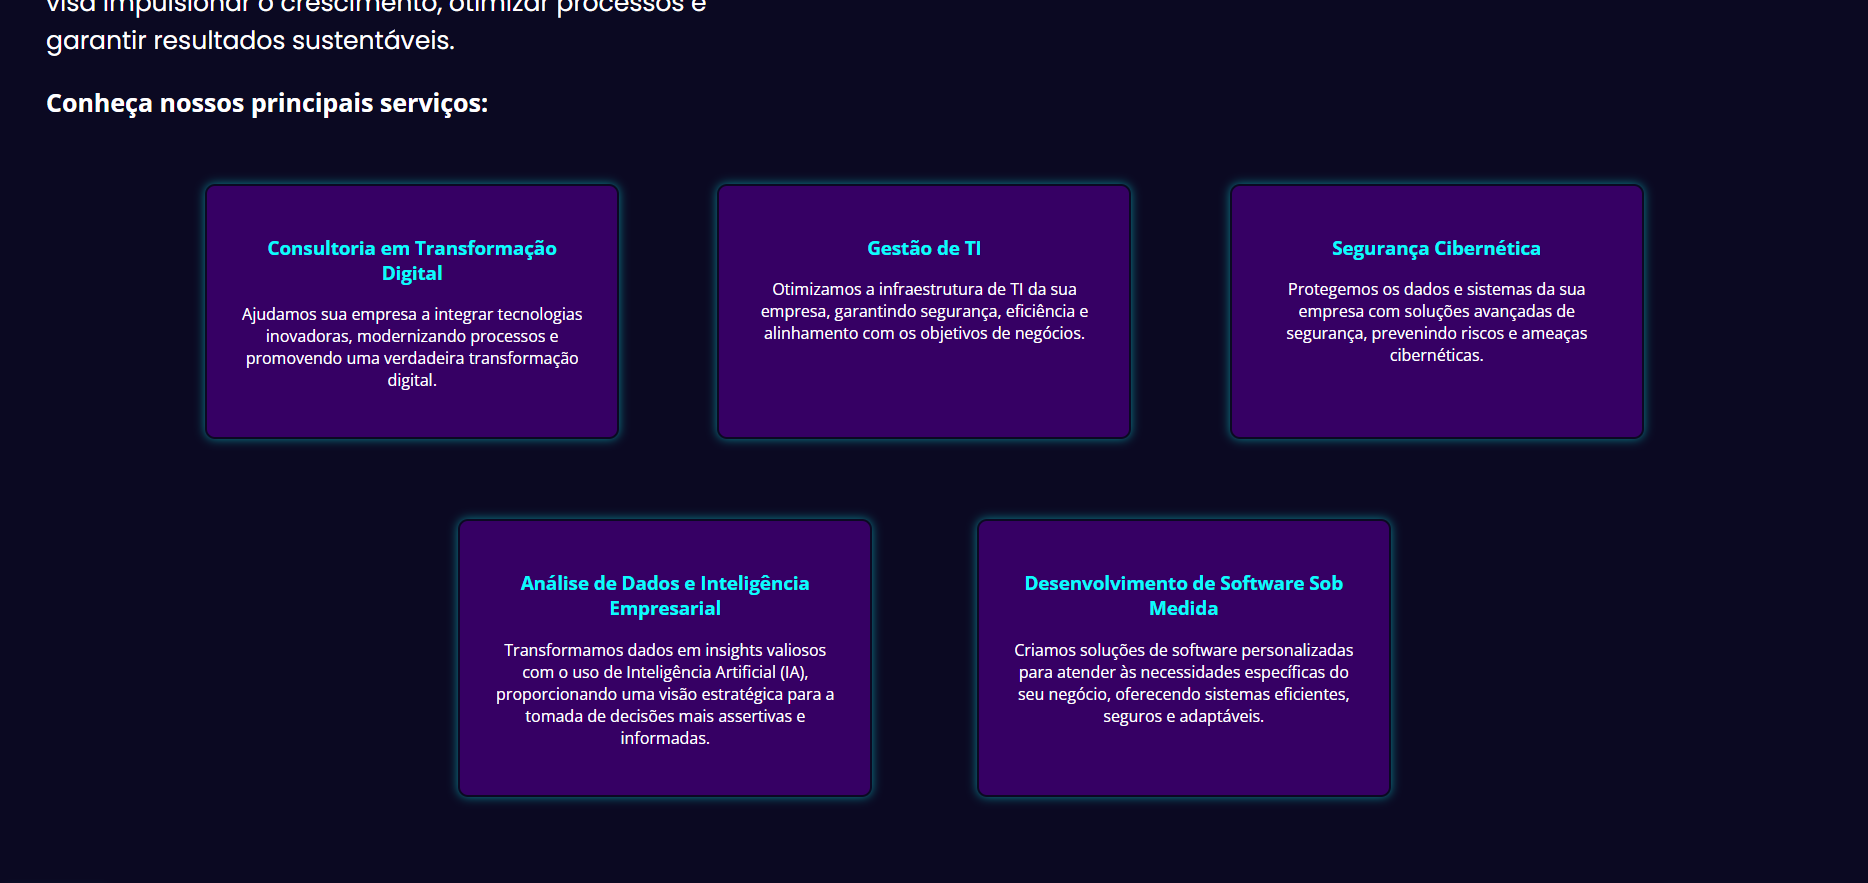 visa impulsionar o crescimento, otimizar processos e
garantir resultados sustentáveis.
Conheça nossos principais serviços:
Consultoria em Transformação
Digital
Ajudamos sua empresa a integrar tecnologias
inovadoras, modernizando processos e
promovendo uma verdadeira transformação
digital.
Gestão de TI
Otimizamos a infraestrutura de TI da sua
empresa, garantindo segurança, eficiência e
alinhamento com os objetivos de negócios.
Segurança Cibernética
Protegemos os dados e sistemas da sua
empresa com soluções avançadas de
segurança, prevenindo riscos e ameaças
cibernéticas.
Análise de Dados e Inteligência
Empresarial
Transformamos dados em insights valiosos
com o uso de Inteligência Artificial (IA),
proporcionando uma visão estratégica para a
tomada de decisões mais assertivas e
informadas.
Desenvolvimento de Software Sob
Medida
Criamos soluções de software personalizadas
para atender às necessidades específicas do
seu negócio, oferecendo sistemas eficientes,
seguros e adaptáveis.